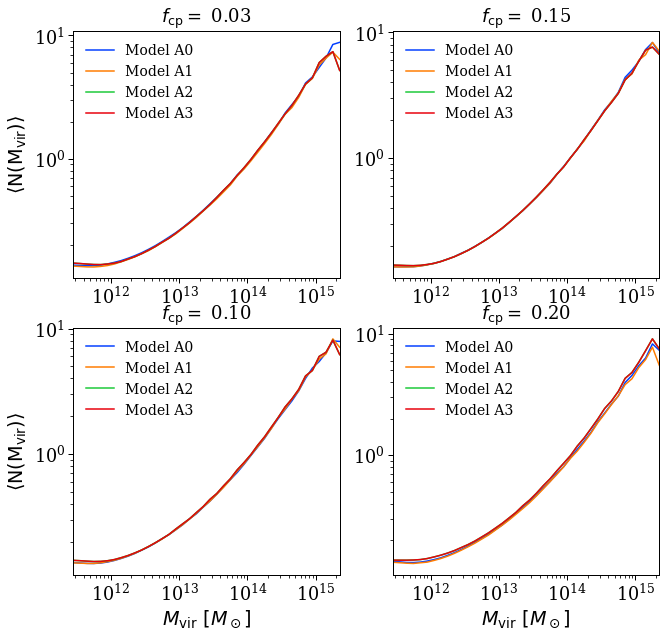 f_cp = 0.03
f_cp = 0.15
10^1
10^0
⟨N(M_vir)⟩
Model A0
Model A1
Model A2
Model A3
10^12 10^13 10^14 10^15
10^1
10^0
Model A0
Model A1
Model A2
Model A3
10^12 10^13 10^14 10^15
f_cp = 0.10
f_cp = 0.20
10^1
10^0
⟨N(M_vir)⟩
Model A0
Model A1
Model A2
Model A3
10^12 10^13 10^14 10^15
M_vir [M_⊙]
10^1
10^0
Model A0
Model A1
Model A2
Model A3
10^12 10^13 10^14 10^15
M_vir [M_⊙]